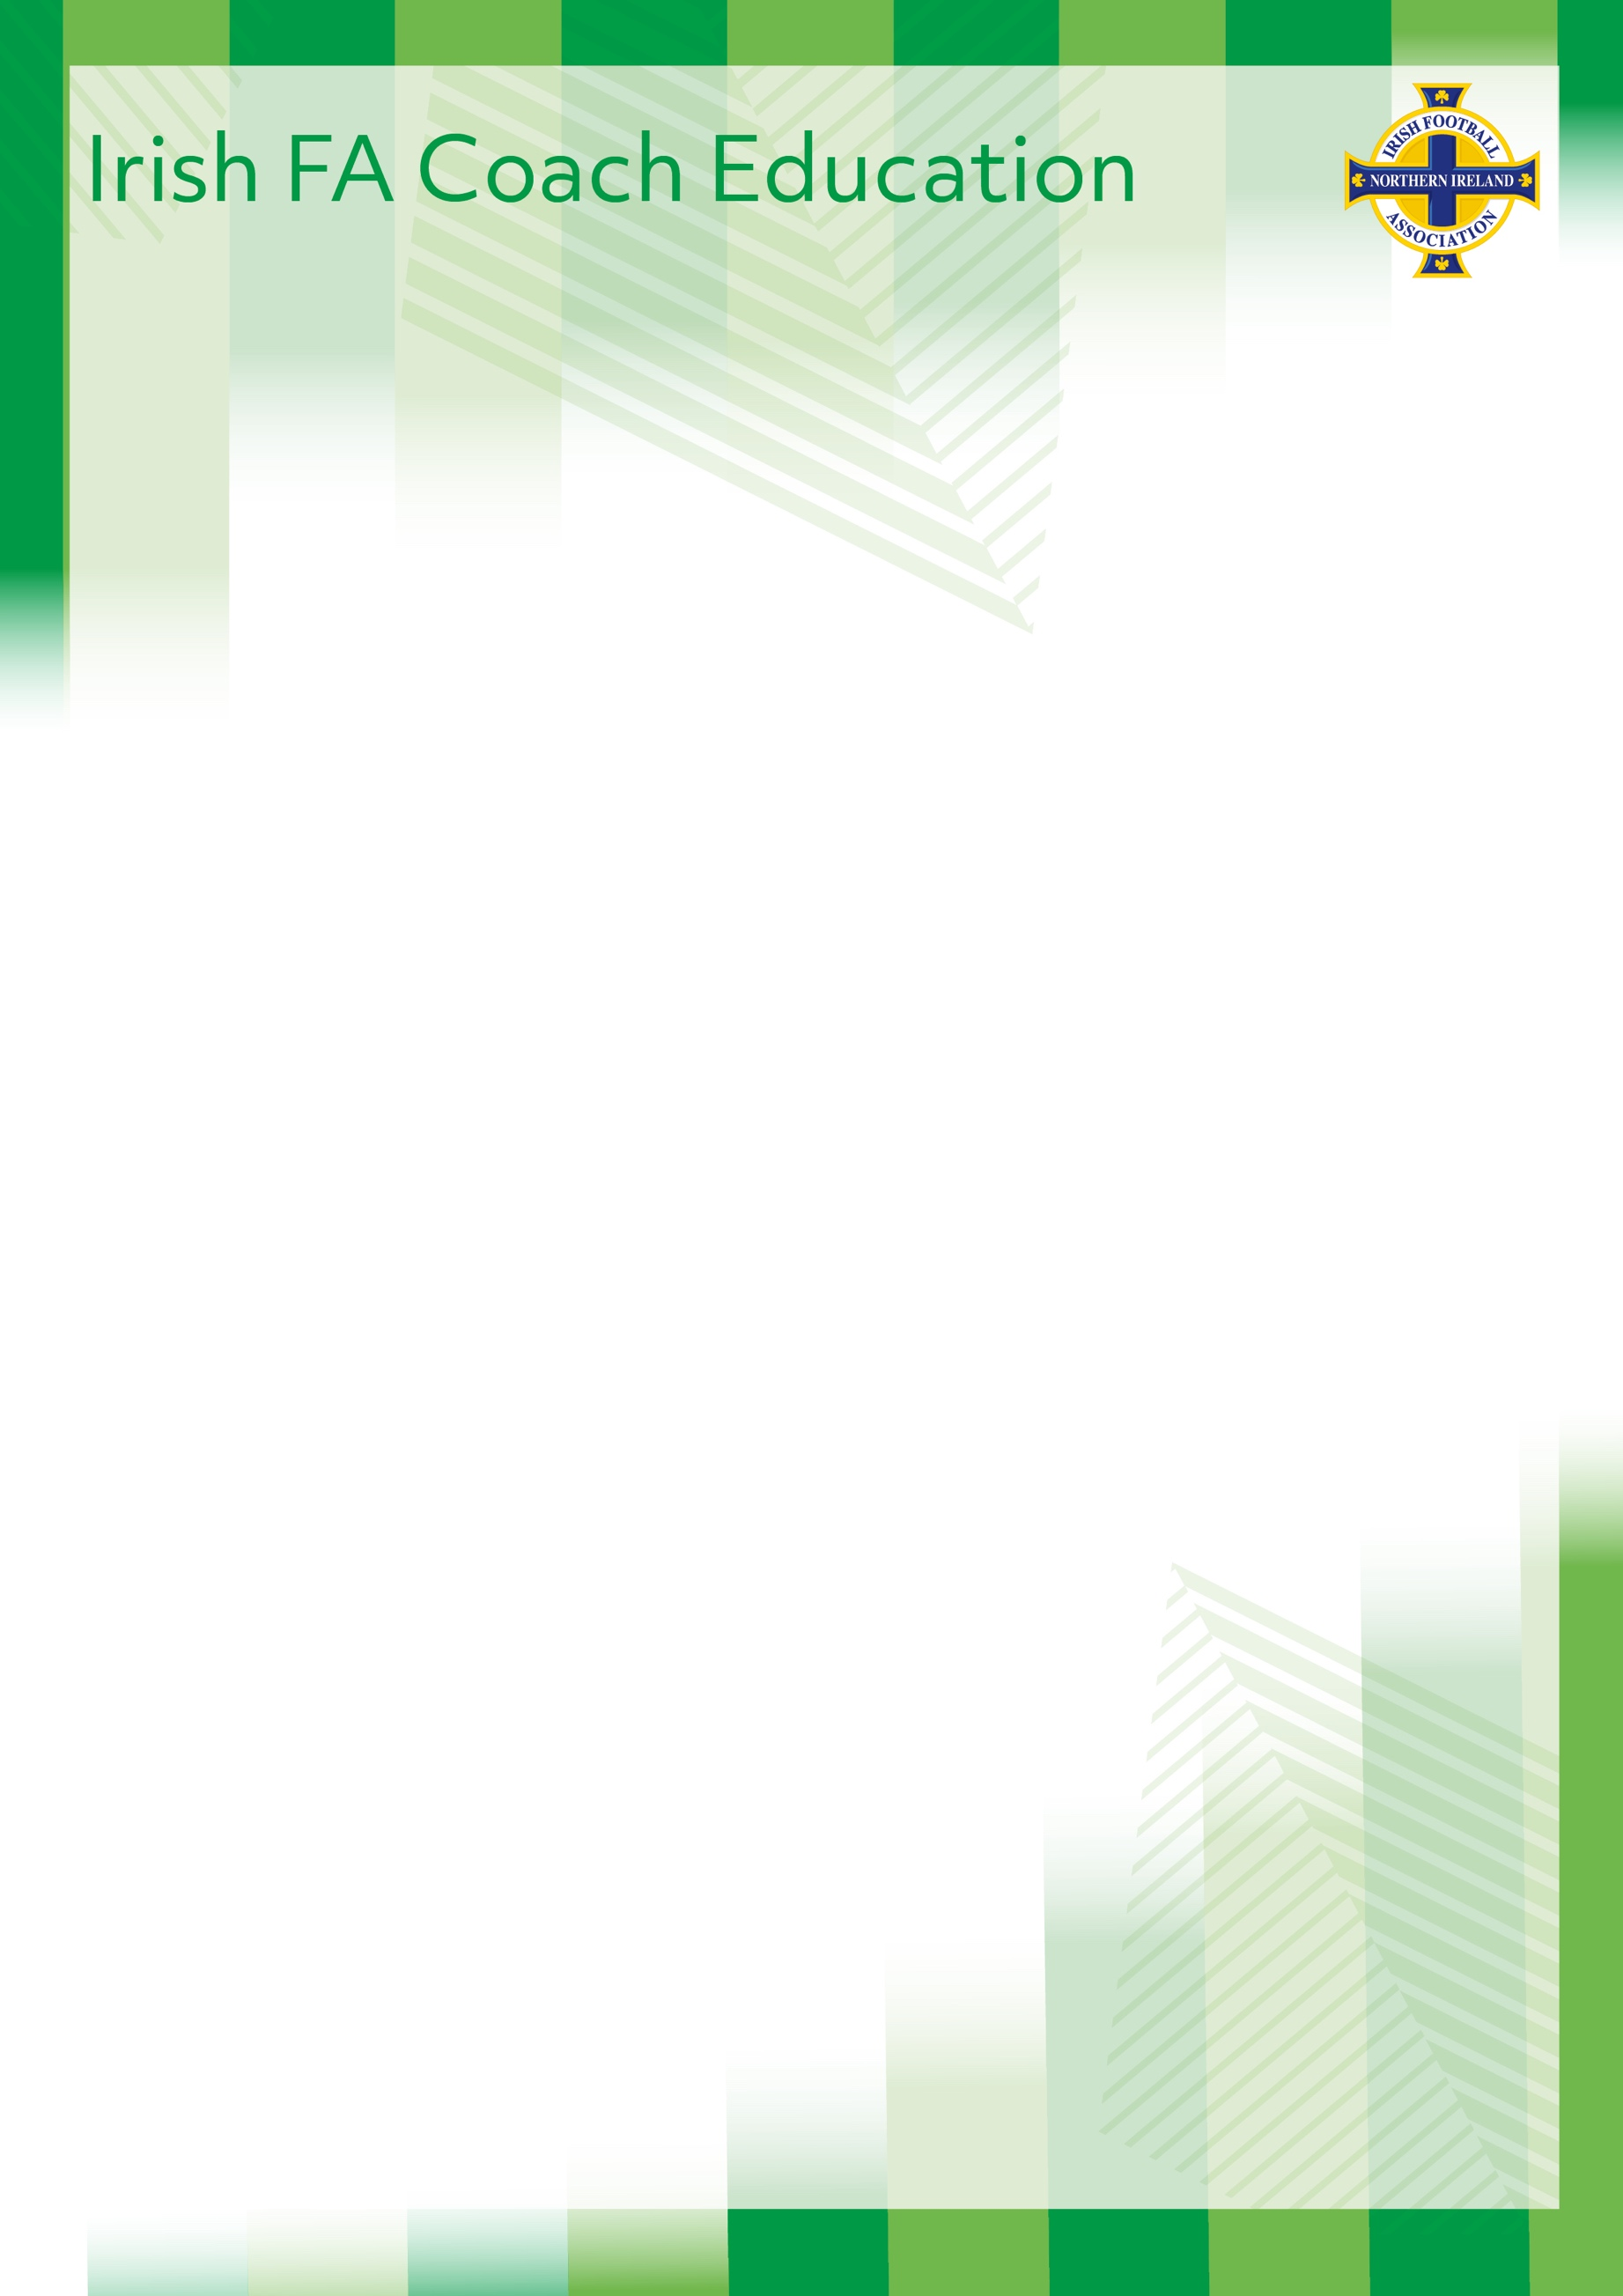 Irish FA Coach Education
IRISH FOOTBALL
NORTHERN IRELAND
ASSOCIATION